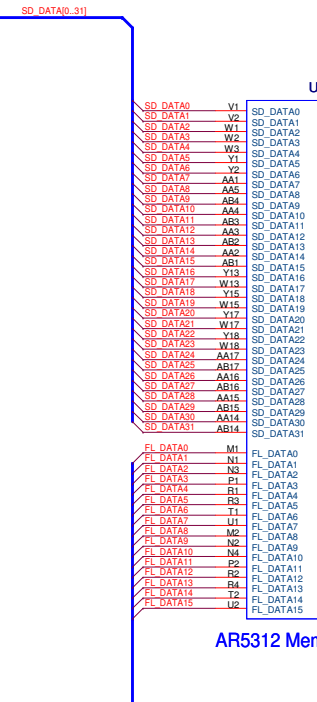 SD_DATA[0..31]
U
SD_DATA0 V1 SD_DATA0
SD_DATA1 V2 SD_DATA1
SD_DATA2 W1 SD_DATA2
SD_DATA3 W2 SD_DATA3
SD_DATA4 W3 SD_DATA4
SD_DATA5 Y1 SD_DATA5
SD_DATA6 Y2 SD_DATA6
SD_DATA7 AA1 SD_DATA7
SD_DATA8 AA5 SD_DATA8
SD_DATA9 AB4 SD_DATA9
SD_DATA10 AA4 SD_DATA10
SD_DATA11 AB3 SD_DATA11
SD_DATA12 AA3 SD_DATA12
SD_DATA13 AB2 SD_DATA13
SD_DATA14 AA2 SD_DATA14
SD_DATA15 AB1 SD_DATA15
SD_DATA16 Y13 SD_DATA16
SD_DATA17 W13 SD_DATA17
SD_DATA18 Y15 SD_DATA18
SD_DATA19 W15 SD_DATA19
SD_DATA20 Y17 SD_DATA20
SD_DATA21 W17 SD_DATA21
SD_DATA22 Y18 SD_DATA22
SD_DATA23 W18 SD_DATA23
SD_DATA24 AA17 SD_DATA24
SD_DATA25 AB17 SD_DATA25
SD_DATA26 AA16 SD_DATA26
SD_DATA27 AB16 SD_DATA27
SD_DATA28 AA15 SD_DATA28
SD_DATA29 AB15 SD_DATA29
SD_DATA30 AA14 SD_DATA30
SD_DATA31 AB14 SD_DATA31
FL_DATA0 M1 FL_DATA0
FL_DATA1 N1 FL_DATA1
FL_DATA2 N3 FL_DATA2
FL_DATA3 P1 FL_DATA3
FL_DATA4 R1 FL_DATA4
FL_DATA5 R3 FL_DATA5
FL_DATA6 T1 FL_DATA6
FL_DATA7 U1 FL_DATA7
FL_DATA8 M2 FL_DATA8
FL_DATA9 N2 FL_DATA9
FL_DATA10 N4 FL_DATA10
FL_DATA11 P2 FL_DATA11
FL_DATA12 R2 FL_DATA12
FL_DATA13 R4 FL_DATA13
FL_DATA14 T2 FL_DATA14
FL_DATA15 U2 FL_DATA15
AR5312 Mem